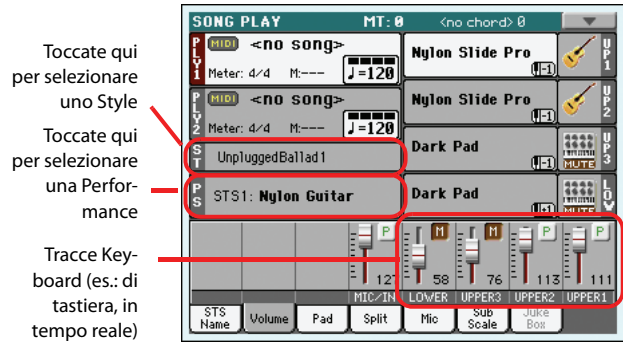 Toccate qui
per selezionare
uno Style
Toccate qui
per selezionare
una Perfor-
mance
Tracce Key-
board (es.: di
tastiera, in
tempo reale)
SONG PLAY MT: 0 <no chord> 0
PLY1 MIDI <no song>
Meter: 4/4 M:--- ♩=120
Nylon Slide Pro -1 UP1
PLY2 MIDI <no song>
Meter: 4/4 M:--- ♩=120
Nylon Slide Pro -1 UP2
ST UnpluggedBallad1
Dark Pad -1 MUTE UP3
PS STS1: Nylon Guitar
Dark Pad +1 MUTE LOW
P M M P P
127 58 76 113 111
MIC/IN LOWER UPPER3 UPPER2 UPPER1
STS Name Volume Pad Split Mic Sub Scale Juke Box